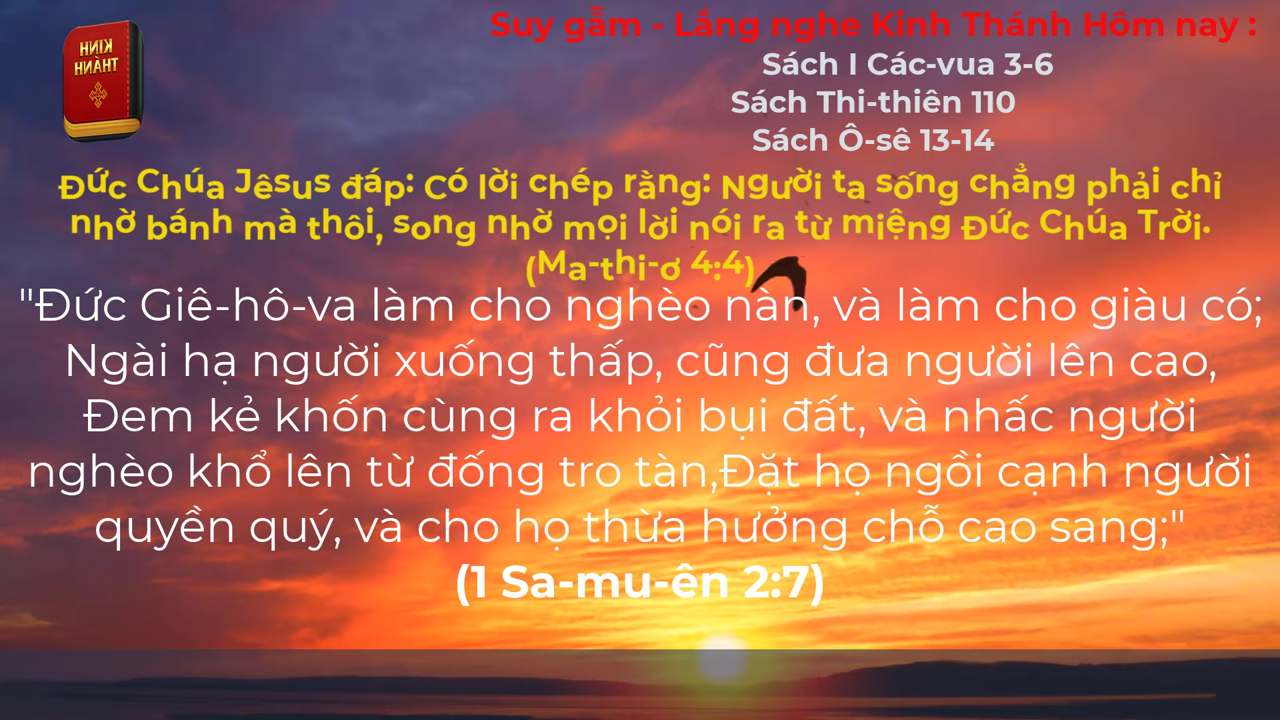 KINH
THÁNH
Suy gẫm - Lắng nghe Kinh Thánh Hôm nay :
Sách I Các-vua 3-6
Sách Thi-thiên 110
Sách Ô-sê 13-14
Đức Chúa Jêsus đáp: Có lời chép rằng: Người ta sống chẳng phải chỉ
nhờ bánh mà thôi, song nhờ mọi lời nói ra từ miệng Đức Chúa Trời.
(Ma-thi-ơ 4:4)
"Đức Giê-hô-va làm cho nghèo nàn, và làm cho giàu có;
Ngài hạ người xuống thấp, cũng đưa người lên cao,
Đem kẻ khốn cùng ra khỏi bụi đất, và nhấc người
nghèo khổ lên từ đống tro tàn,Đặt họ ngồi cạnh người
quyền quý, và cho họ thừa hưởng chỗ cao sang;"
(1 Sa-mu-ên 2:7)